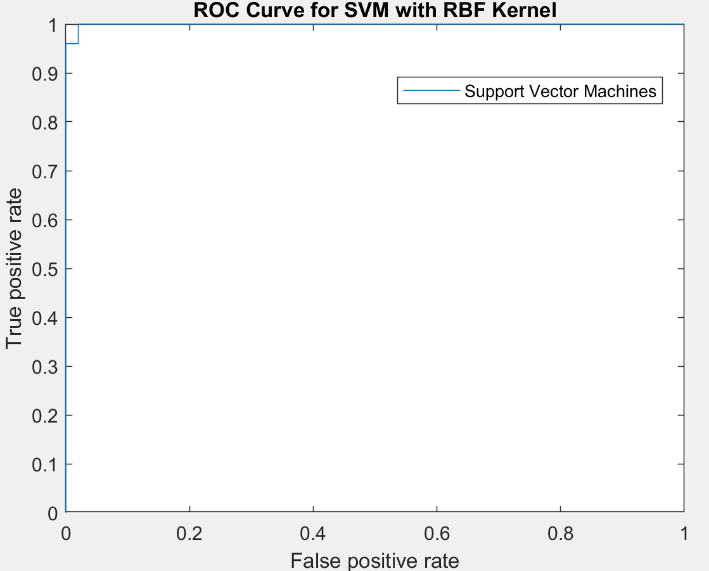 ROC Curve for SVM with RBF Kernel
1
0.9
0.8
0.7
0.6
0.5
0.4
0.3
0.2
0.1
0
True positive rate
Support Vector Machines
0 0.2 0.4 0.6 0.8 1
False positive rate